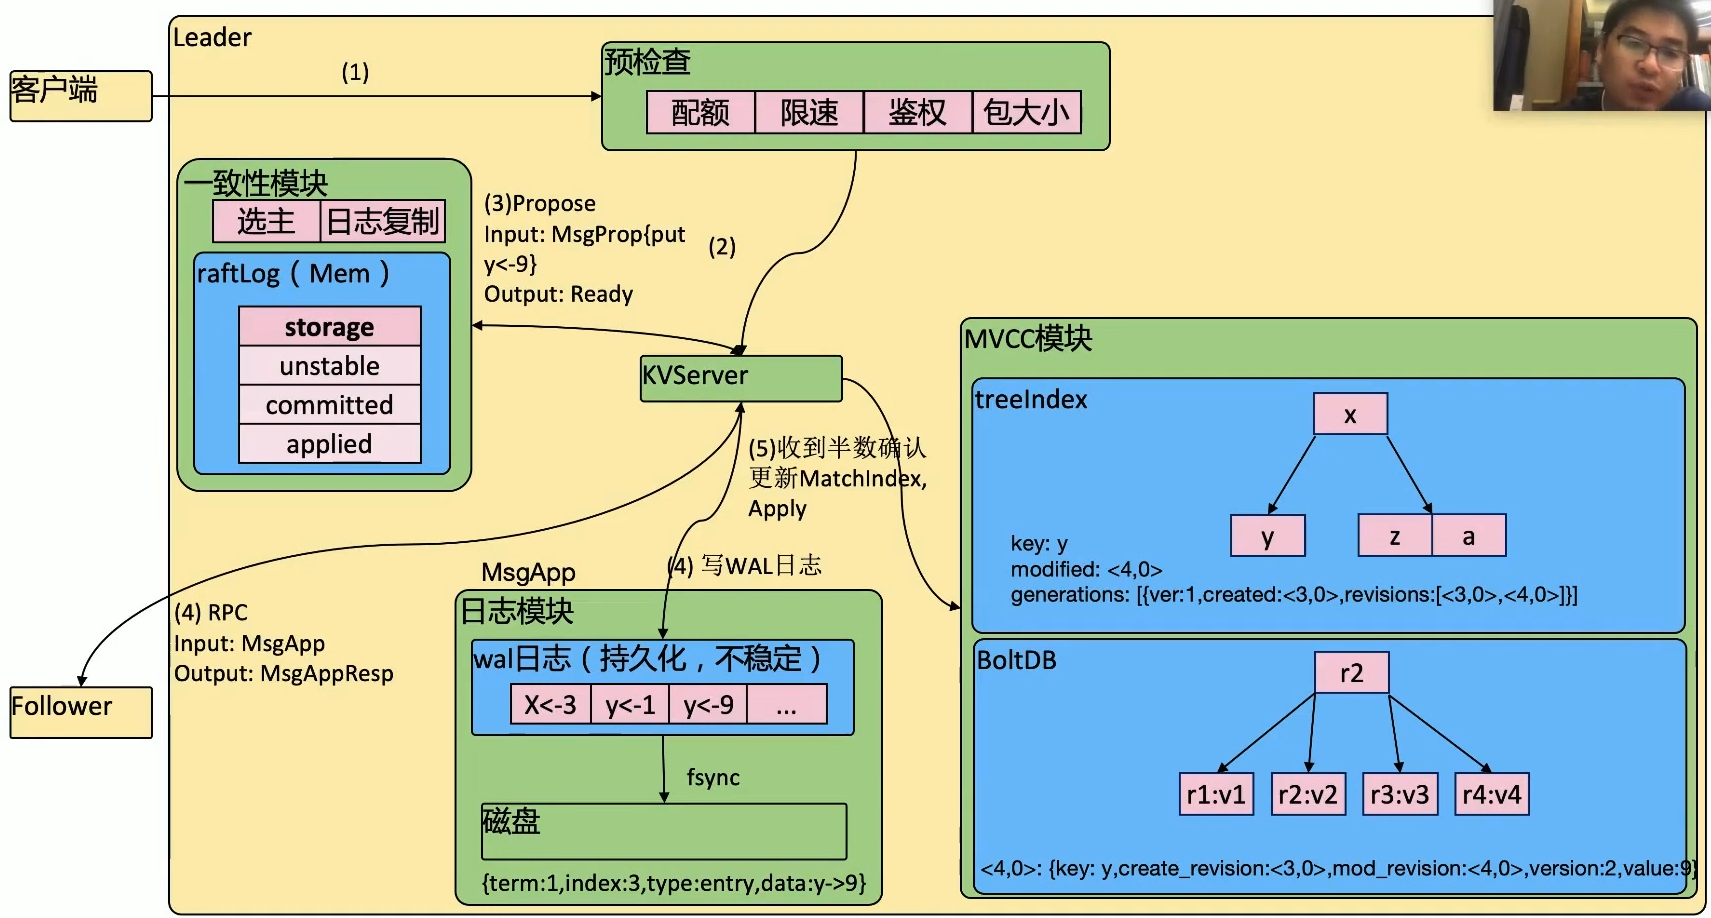 Leader
客户端
(1)
预检查
配额
限速
鉴权
包大小
一致性模块
选主
日志复制
raftLog（Mem）
storage
unstable
committed
applied
(3)Propose
Input: MsgProp{put
y<-9}
Output: Ready
(2)
KVServer
(5)收到半数确认
更新MatchIndex,
Apply
(4) 写WAL日志
MsgApp
(4) RPC
Input: MsgApp
Output: MsgAppResp
Follower
日志模块
wal日志（持久化，不稳定）
X<-3
y<-1
y<-9
...
fsync
磁盘
{term:1,index:3,type:entry,data:y->9}
MVCC模块
treeIndex
x
y
z
a
key: y
modified: <4,0>
generations: [{ver:1,created:<3,0>,revisions:[<3,0>,<4,0>]}]
BoltDB
r2
r1:v1
r2:v2
r3:v3
r4:v4
<4,0>: {key: y,create_revision:<3,0>,mod_revision:<4,0>,version:2,value:9}